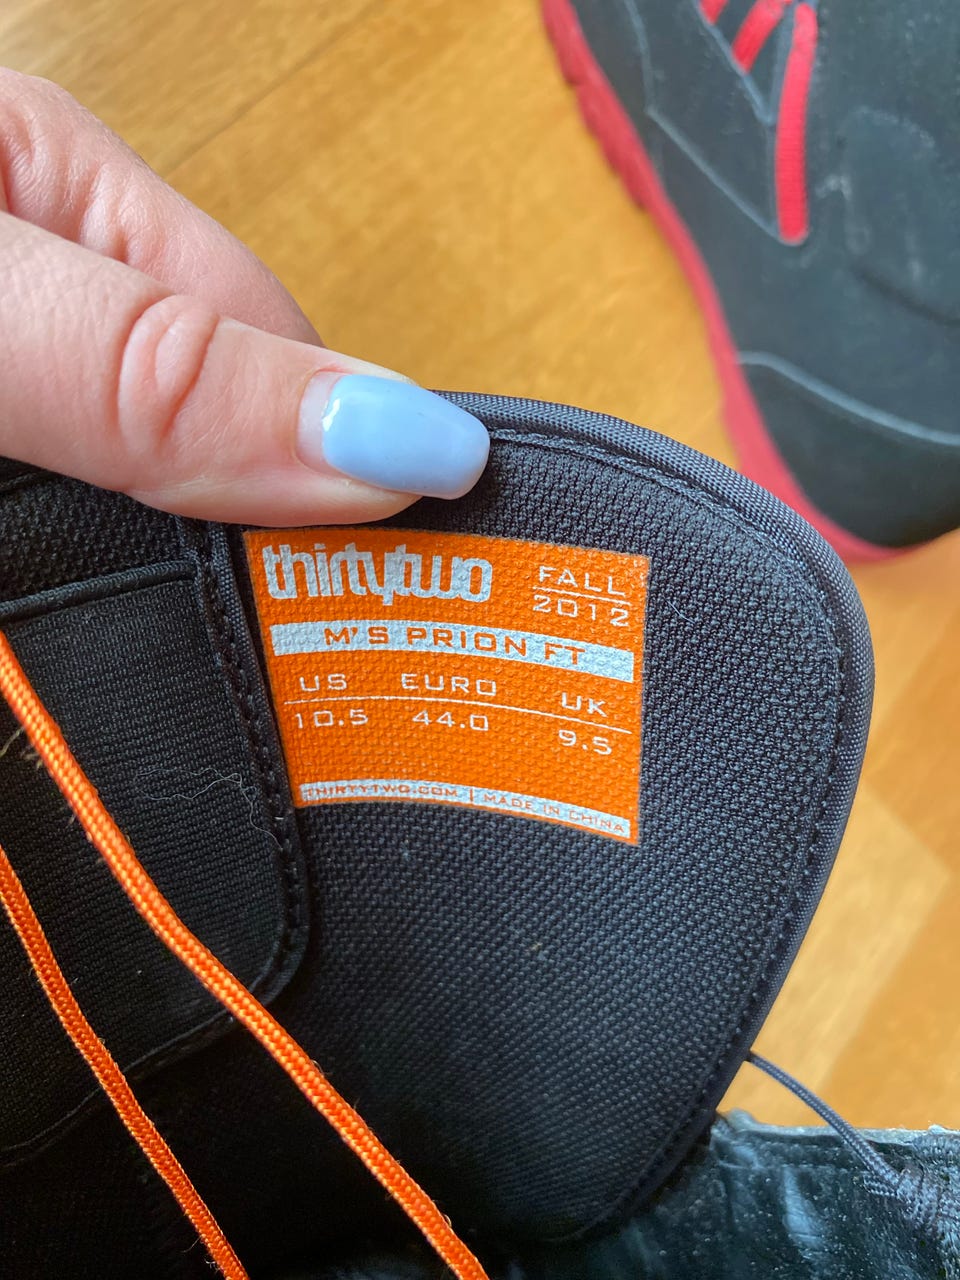 thirtytwo
FALL
2012
M'S PRION FT
US EURO UK
10.5 44.0 9.5
THIRTYTWO.COM | MADE IN CHINA